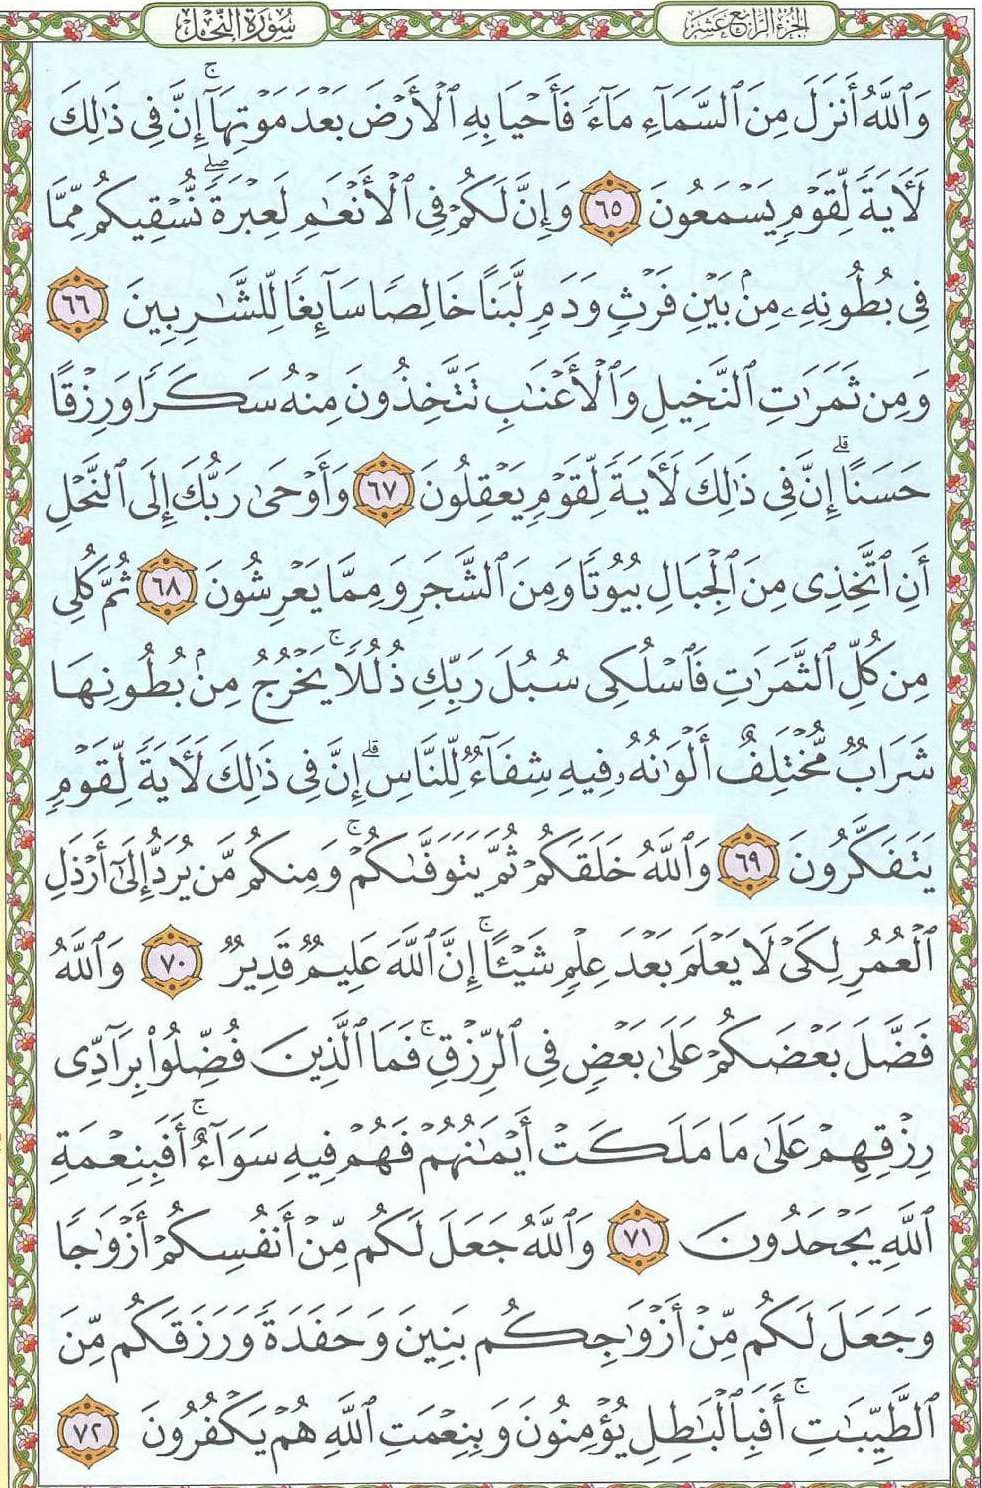 الجزء الرابع عشر
سورة النحل
وَٱللَّهُ أَنزَلَ مِنَ ٱلسَّمَآءِ مَآءً فَأَحْيَا بِهِ ٱلْأَرْضَ بَعْدَ مَوْتِهَآ ۚ إِنَّ فِى ذَٰلِكَ
لَءَايَةً لِّقَوْمٍ يَسْمَعُونَ ٦٥ وَإِنَّ لَكُمْ فِى ٱلْأَنْعَٰمِ لَعِبْرَةً ۖ نُّسْقِيكُم مِّمَّا
فِى بُطُونِهِۦ مِنۢ بَيْنِ فَرْثٍ وَدَمٍ لَّبَنًا خَالِصًا سَآئِغًا لِّلشَّٰرِبِينَ ٦٦
وَمِن ثَمَرَٰتِ ٱلنَّخِيلِ وَٱلْأَعْنَٰبِ تَتَّخِذُونَ مِنْهُ سَكَرًا وَرِزْقًا
حَسَنًا ۗ إِنَّ فِى ذَٰلِكَ لَءَايَةً لِّقَوْمٍ يَعْقِلُونَ ٦٧ وَأَوْحَىٰ رَبُّكَ إِلَى ٱلنَّحْلِ
أَنِ ٱتَّخِذِى مِنَ ٱلْجِبَالِ بُيُوتًا وَمِنَ ٱلشَّجَرِ وَمِمَّا يَعْرِشُونَ ٦٨ ثُمَّ كُلِى
مِن كُلِّ ٱلثَّمَرَٰتِ فَٱسْلُكِى سُبُلَ رَبِّكِ ذُلُلًا ۚ يَخْرُجُ مِنۢ بُطُونِهَا
شَرَابٌ مُّخْتَلِفٌ أَلْوَٰنُهُۥ فِيهِ شِفَآءٌ لِّلنَّاسِ ۗ إِنَّ فِى ذَٰلِكَ لَءَايَةً لِّقَوْمٍ
يَتَفَكَّرُونَ ٦٩ وَٱللَّهُ خَلَقَكُمْ ثُمَّ يَتَوَفَّىٰكُمْ ۚ وَمِنكُم مَّن يُرَدُّ إِلَىٰٓ أَرْذَلِ
ٱلْعُمُرِ لِكَىْ لَا يَعْلَمَ بَعْدَ عِلْمٍ شَيْـًٔا ۚ إِنَّ ٱللَّهَ عَلِيمٌ قَدِيرٌ ٧٠ وَٱللَّهُ
فَضَّلَ بَعْضَكُمْ عَلَىٰ بَعْضٍ فِى ٱلرِّزْقِ ۚ فَمَا ٱلَّذِينَ فُضِّلُوا۟ بِرَآدِّى
رِزْقِهِمْ عَلَىٰ مَا مَلَكَتْ أَيْمَٰنُهُمْ فَهُمْ فِيهِ سَوَآءٌ ۚ أَفَبِنِعْمَةِ
ٱللَّهِ يَجْحَدُونَ ٧١ وَٱللَّهُ جَعَلَ لَكُم مِّنْ أَنفُسِكُمْ أَزْوَٰجًا
وَجَعَلَ لَكُم مِّنْ أَزْوَٰجِكُم بَنِينَ وَحَفَدَةً وَرَزَقَكُم مِّنَ
ٱلطَّيِّبَٰتِ ۚ أَفَبِٱلْبَٰطِلِ يُؤْمِنُونَ وَبِنِعْمَتِ ٱللَّهِ هُمْ يَكْفُرُونَ ٧٢